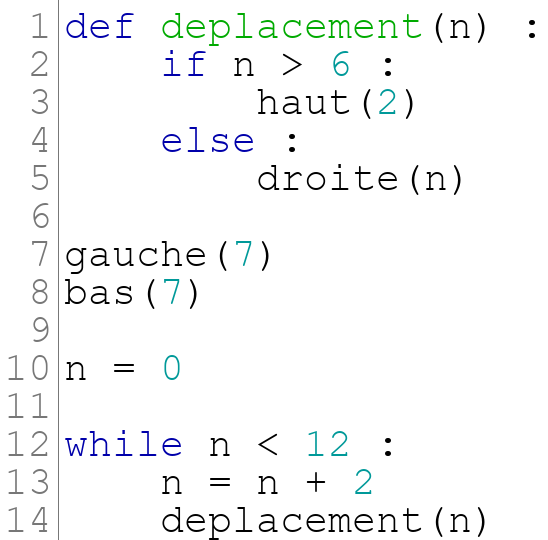 1 def deplacement(n) :
2     if n > 6 :
3         haut(2)
4     else :
5         droite(n)
6
7 gauche(7)
8 bas(7)
9
10 n = 0
11
12 while n < 12 :
13     n = n + 2
14     deplacement(n)